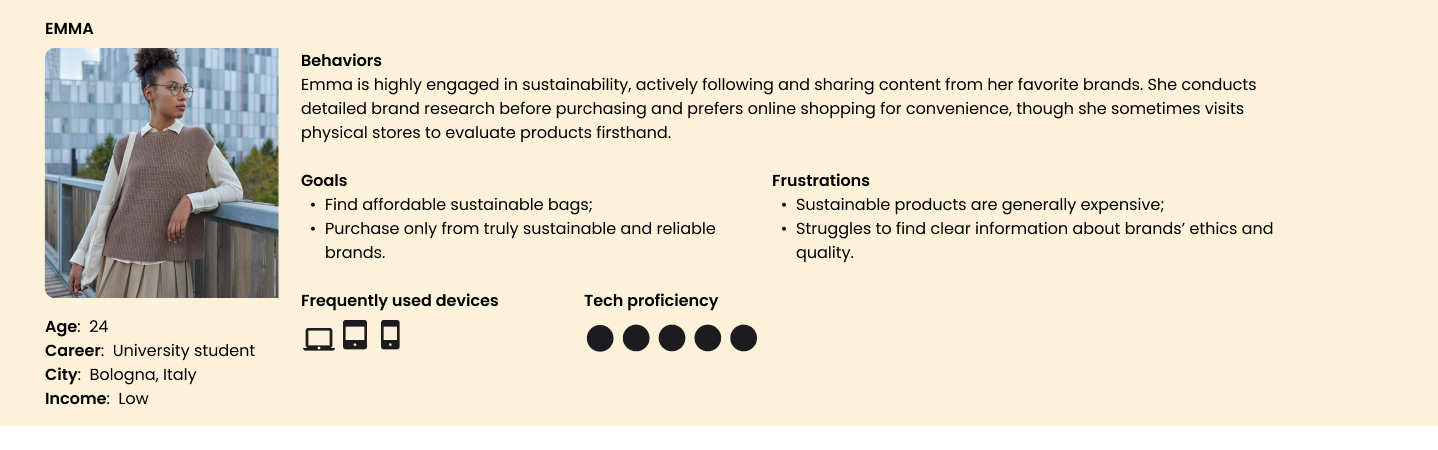 EMMA
Behaviors
Emma is highly engaged in sustainability, actively following and sharing content from her favorite brands. She conducts
detailed brand research before purchasing and prefers online shopping for convenience, though she sometimes visits
physical stores to evaluate products firsthand.
Goals
• Find affordable sustainable bags;
• Purchase only from truly sustainable and reliable
brands.
Frustrations
• Sustainable products are generally expensive;
• Struggles to find clear information about brands’ ethics and
quality.
Frequently used devices
Tech proficiency
Age: 24
Career: University student
City: Bologna, Italy
Income: Low